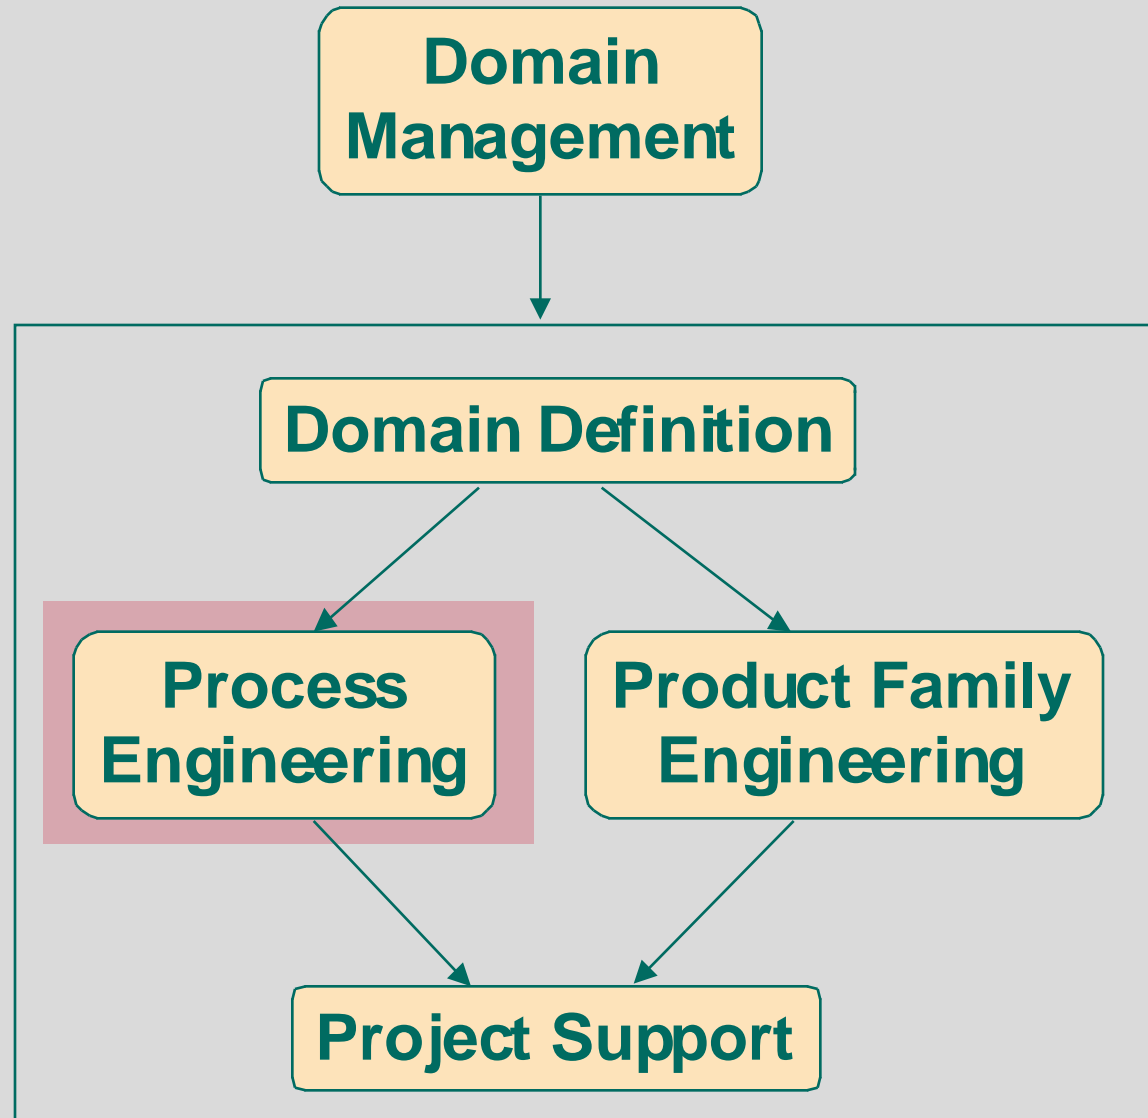 Domain
Management
Domain Definition
Process
Engineering
Product Family
Engineering
Project Support